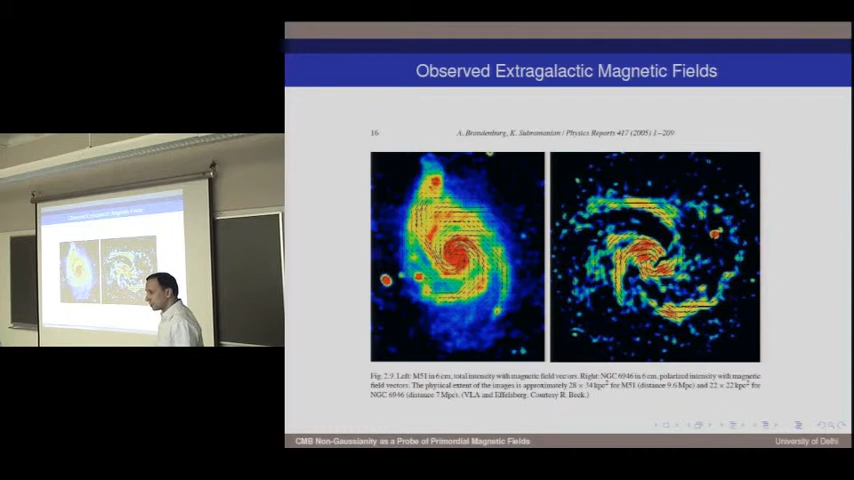 Observed Extragalactic Magnetic Fields
16 A. Brandenburg, K. Subramanian / Physics Reports 417 (2005) 1–209
Fig. 2.9. Left: M51 in 6 cm, total intensity with magnetic field vectors. Right: NGC 6946 in 6 cm, polarized intensity with magnetic
field vectors. The physical extent of the images is approximately 28 × 34 kpc² for M51 (distance 9.6 Mpc) and 22 × 22 kpc² for
NGC 6946 (distance 7 Mpc). (VLA and Effelsberg. Courtesy R. Beck.)
CMB Non-Gaussianity as a Probe of Primordial Magnetic Fields University of Delhi
Observed Extragalactic Magnetic Fields